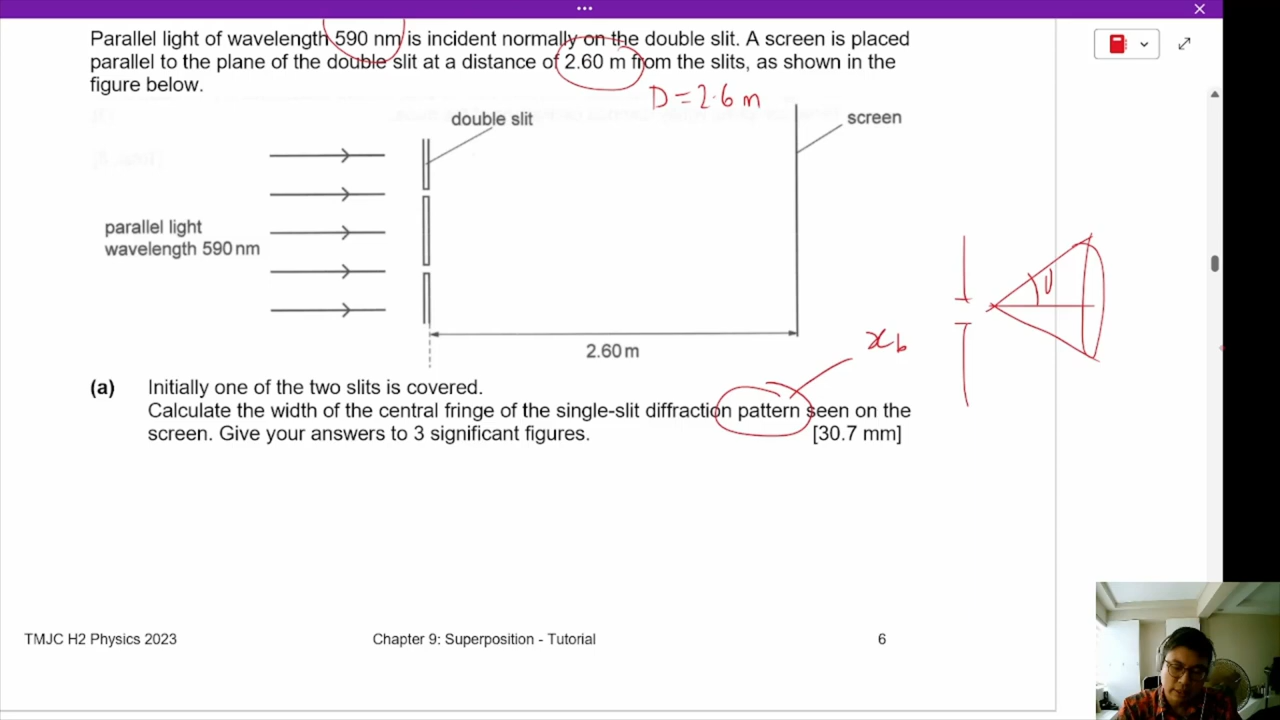 Parallel light of wavelength 590 nm is incident normally on the double slit. A screen is placed
parallel to the plane of the double slit at a distance of 2.60 m from the slits, as shown in the
figure below.
D = 2.6 m
double slit
screen
parallel light
wavelength 590 nm
2.60 m
x_b
(a) Initially one of the two slits is covered.
Calculate the width of the central fringe of the single-slit diffraction pattern seen on the
screen. Give your answers to 3 significant figures. [30.7 mm]
TMJC H2 Physics 2023 Chapter 9: Superposition - Tutorial 6